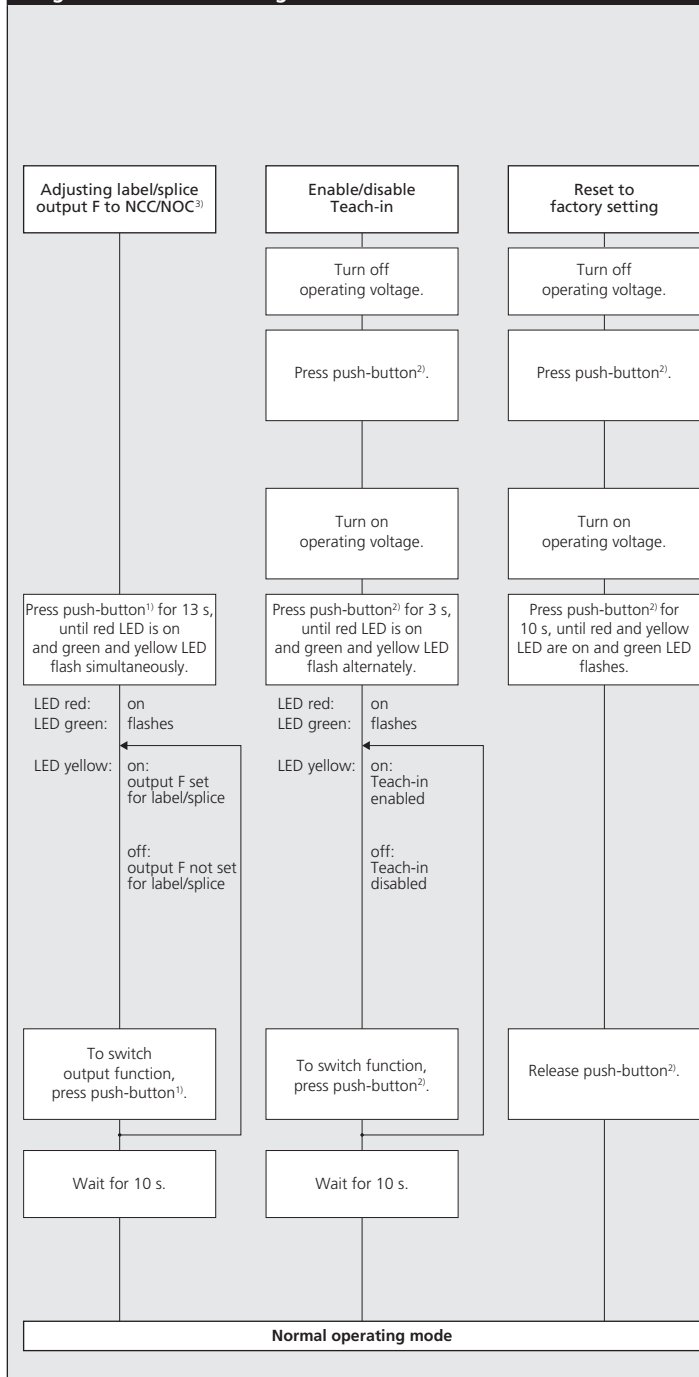 Adjusting label/splice
output F to NCC/NOC3)
Press push-button1) for 13 s,
until red LED is on
and green and yellow LED
flash simultaneously.
LED red: on
LED green: flashes
LED yellow: on:
output F set
for label/splice
off:
output F not set
for label/splice
To switch
output function,
press push-button1).
Wait for 10 s.
Enable/disable
Teach-in
Turn off
operating voltage.
Press push-button2).
Turn on
operating voltage.
Press push-button2) for 3 s,
until red LED is on
and green and yellow LED
flash alternately.
LED red: on
LED green: flashes
LED yellow: on:
Teach-in
enabled
off:
Teach-in
disabled
To switch function,
press push-button2).
Wait for 10 s.
Reset to
factory setting
Turn off
operating voltage.
Press push-button2).
Turn on
operating voltage.
Press push-button2) for
10 s, until red and yellow
LED are on and green LED
flashes.
Release push-button2).
Normal operating mode